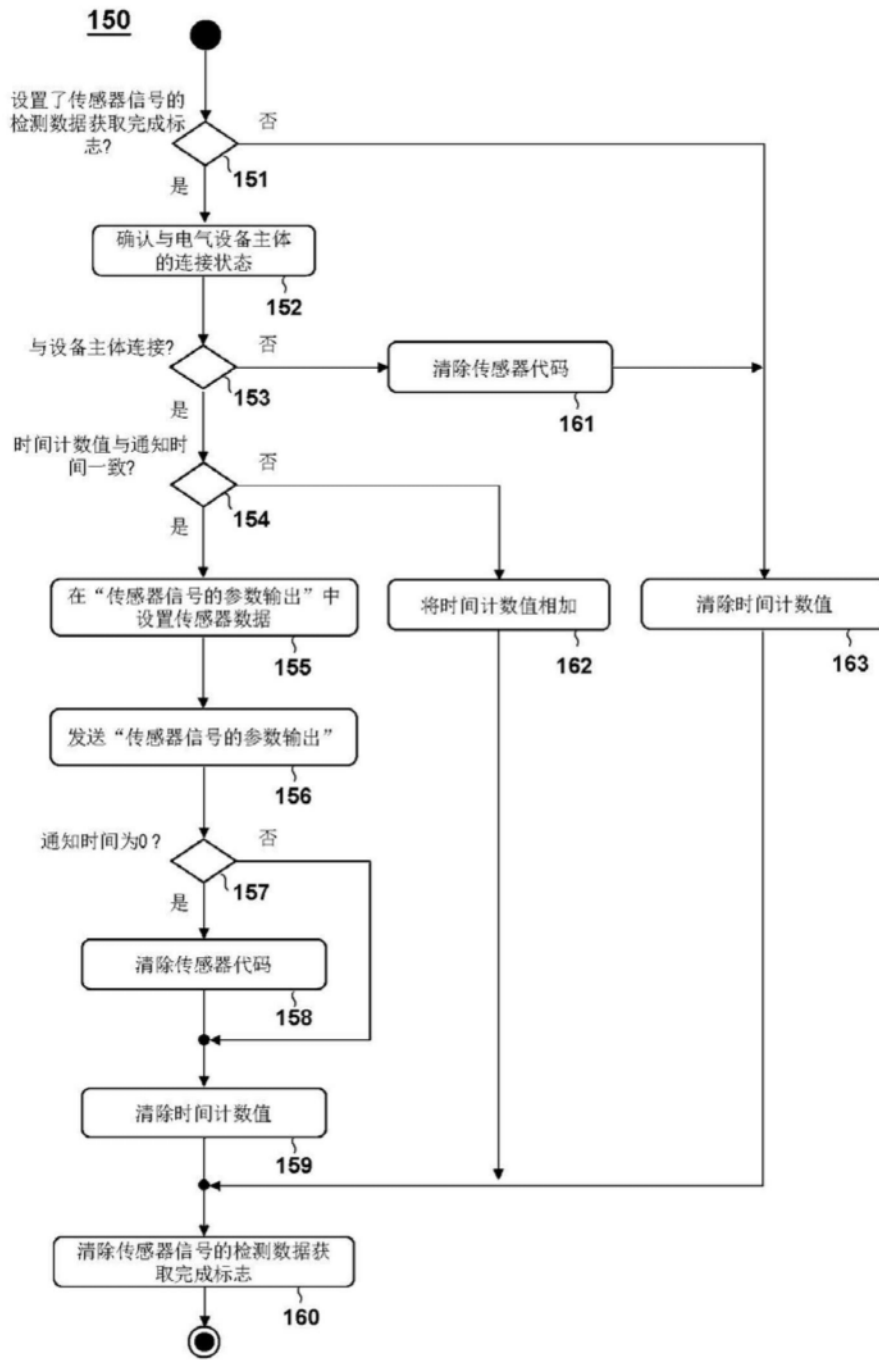 150
设置了传感器信号的
检测数据获取完成标
志?
否
151
是
确认与电气设备主体
的连接状态
152
与设备主体连接?
否
153
清除传感器代码
161
是
时间计数值与通知时
间一致?
否
154
是
在“传感器信号的参数输出”中
设置传感器数据
155
将时间计数值相加
162
清除时间计数值
163
发送“传感器信号的参数输出”
156
通知时间为0?
否
157
是
清除传感器代码
158
清除时间计数值
159
清除传感器信号的检测数据获
取完成标志
160